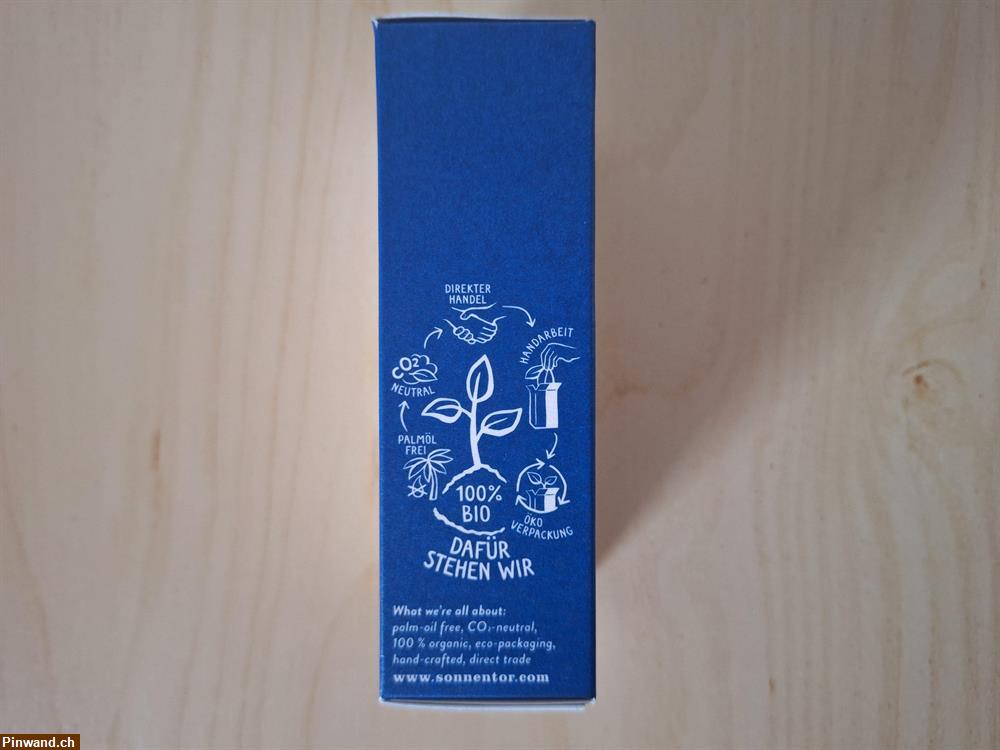 DIREKTER
HANDEL
HANDARBEIT
CO2
NEUTRAL
PALMÖL
FREI
100%
BIO
ÖKO
VERPACKUNG
DAFÜR
STEHEN WIR
What we're all about:
palm-oil free, CO₂-neutral,
100 % organic, eco-packaging,
hand-crafted, direct trade
www.sonnentor.com
Pinwand.ch